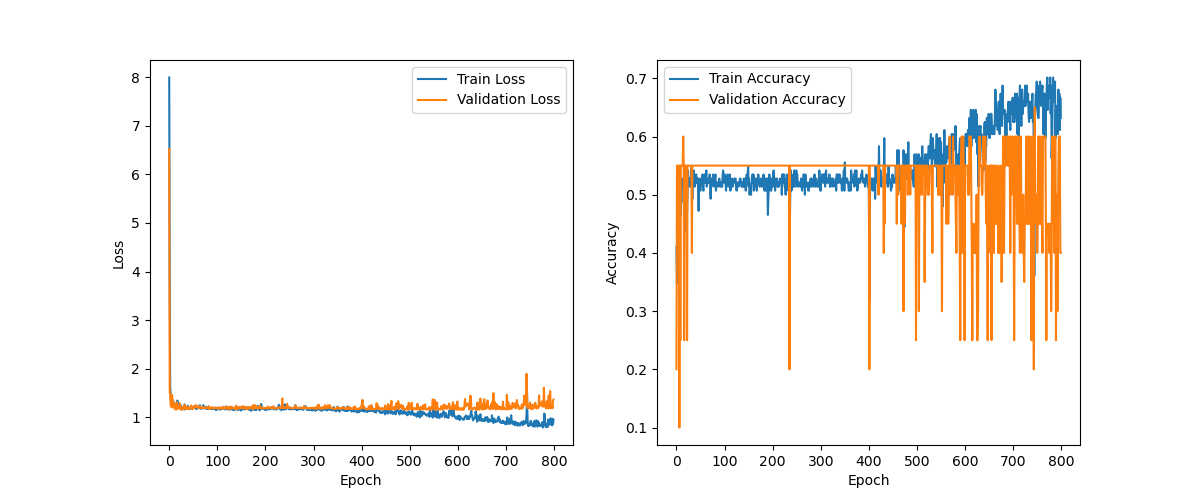 Train Loss
Validation Loss
8
7
6
5
4
3
2
1
Loss
0 100 200 300 400 500 600 700 800
Epoch
Train Accuracy
Validation Accuracy
0.7
0.6
0.5
0.4
0.3
0.2
0.1
Accuracy
0 100 200 300 400 500 600 700 800
Epoch